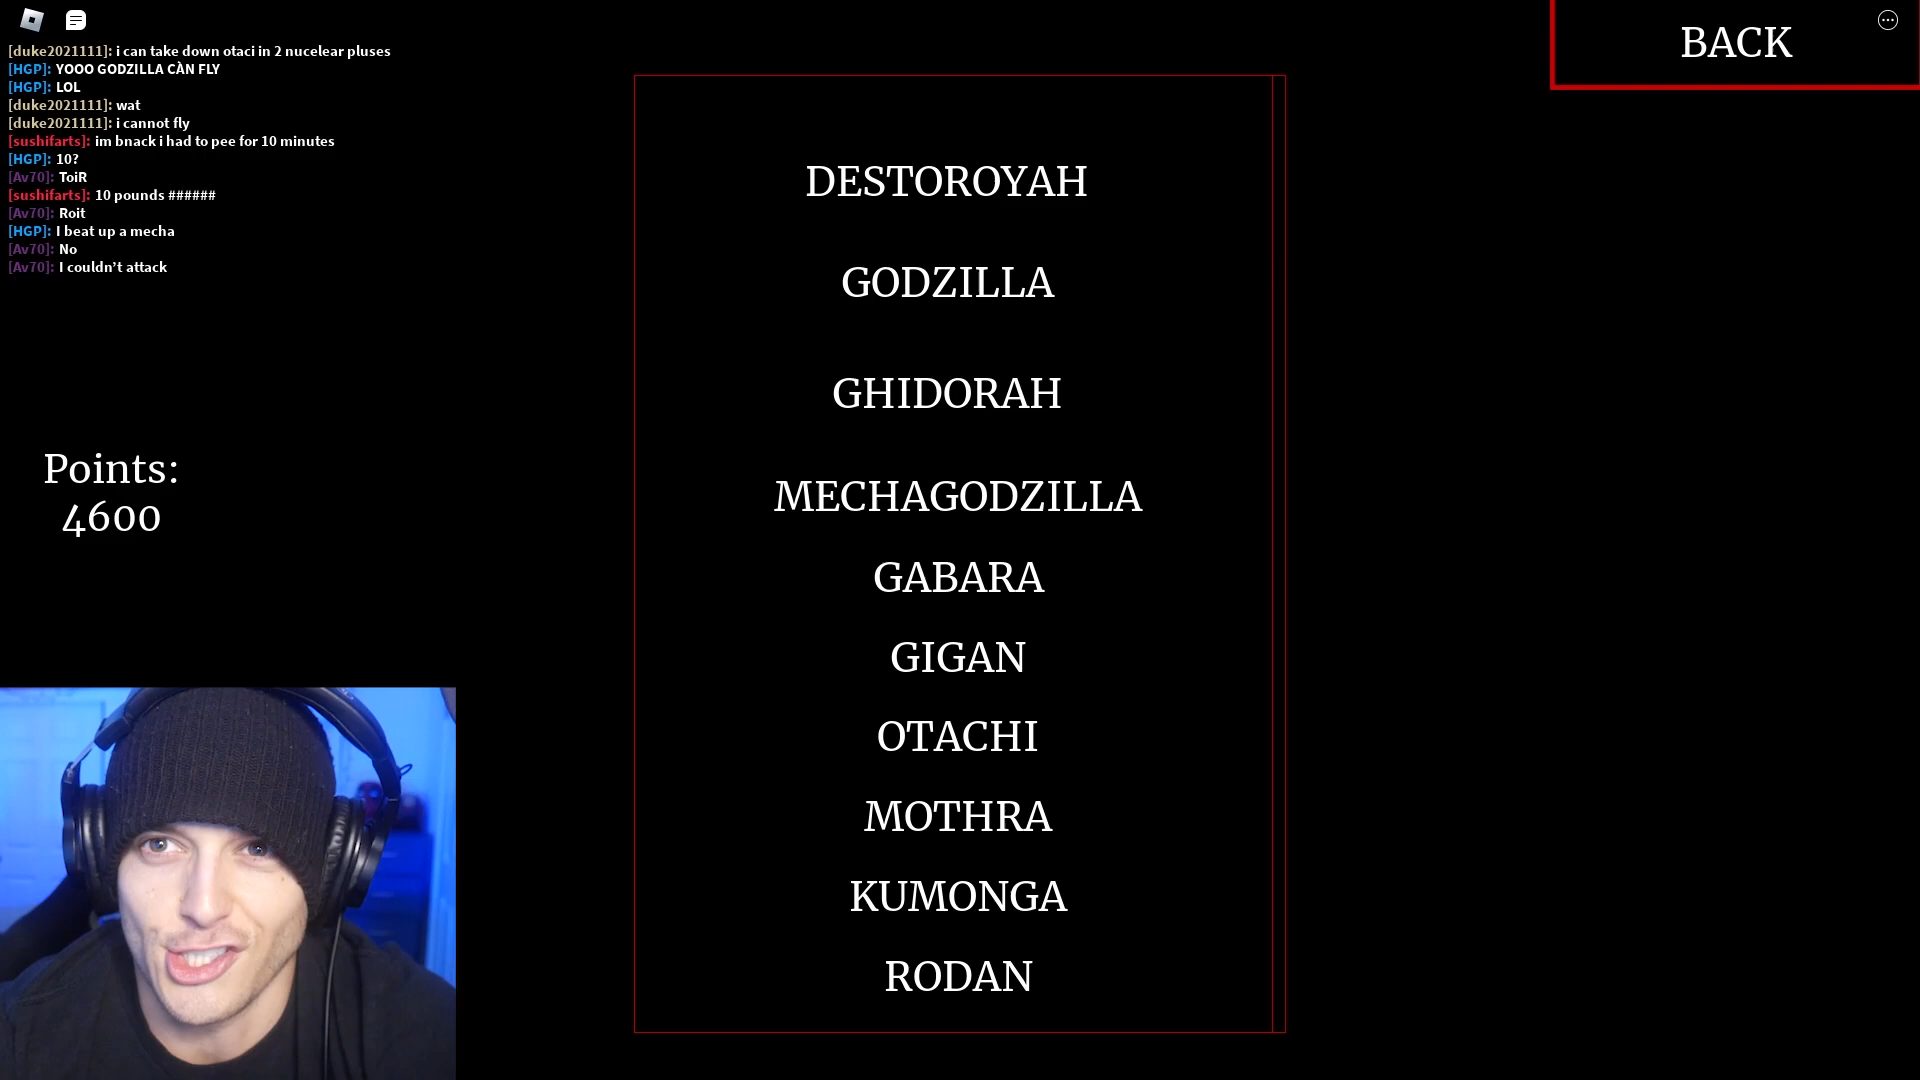 [duke2021111]: i can take down otaci in 2 nucelear pluses
[HGP]: YOOO GODZILLA CÀN FLY
[HGP]: LOL
[duke2021111]: wat
[duke2021111]: i cannot fly
[sushifarts]: im bnack i had to pee for 10 minutes
[HGP]: 10?
[Av70]: ToiR
[sushifarts]: 10 pounds ######
[Av70]: Roit
[HGP]: I beat up a mecha
[Av70]: No
[Av70]: I couldn't attack
BACK
Points:
4600
DESTOROYAH
GODZILLA
GHIDORAH
MECHAGODZILLA
GABARA
GIGAN
OTACHI
MOTHRA
KUMONGA
RODAN